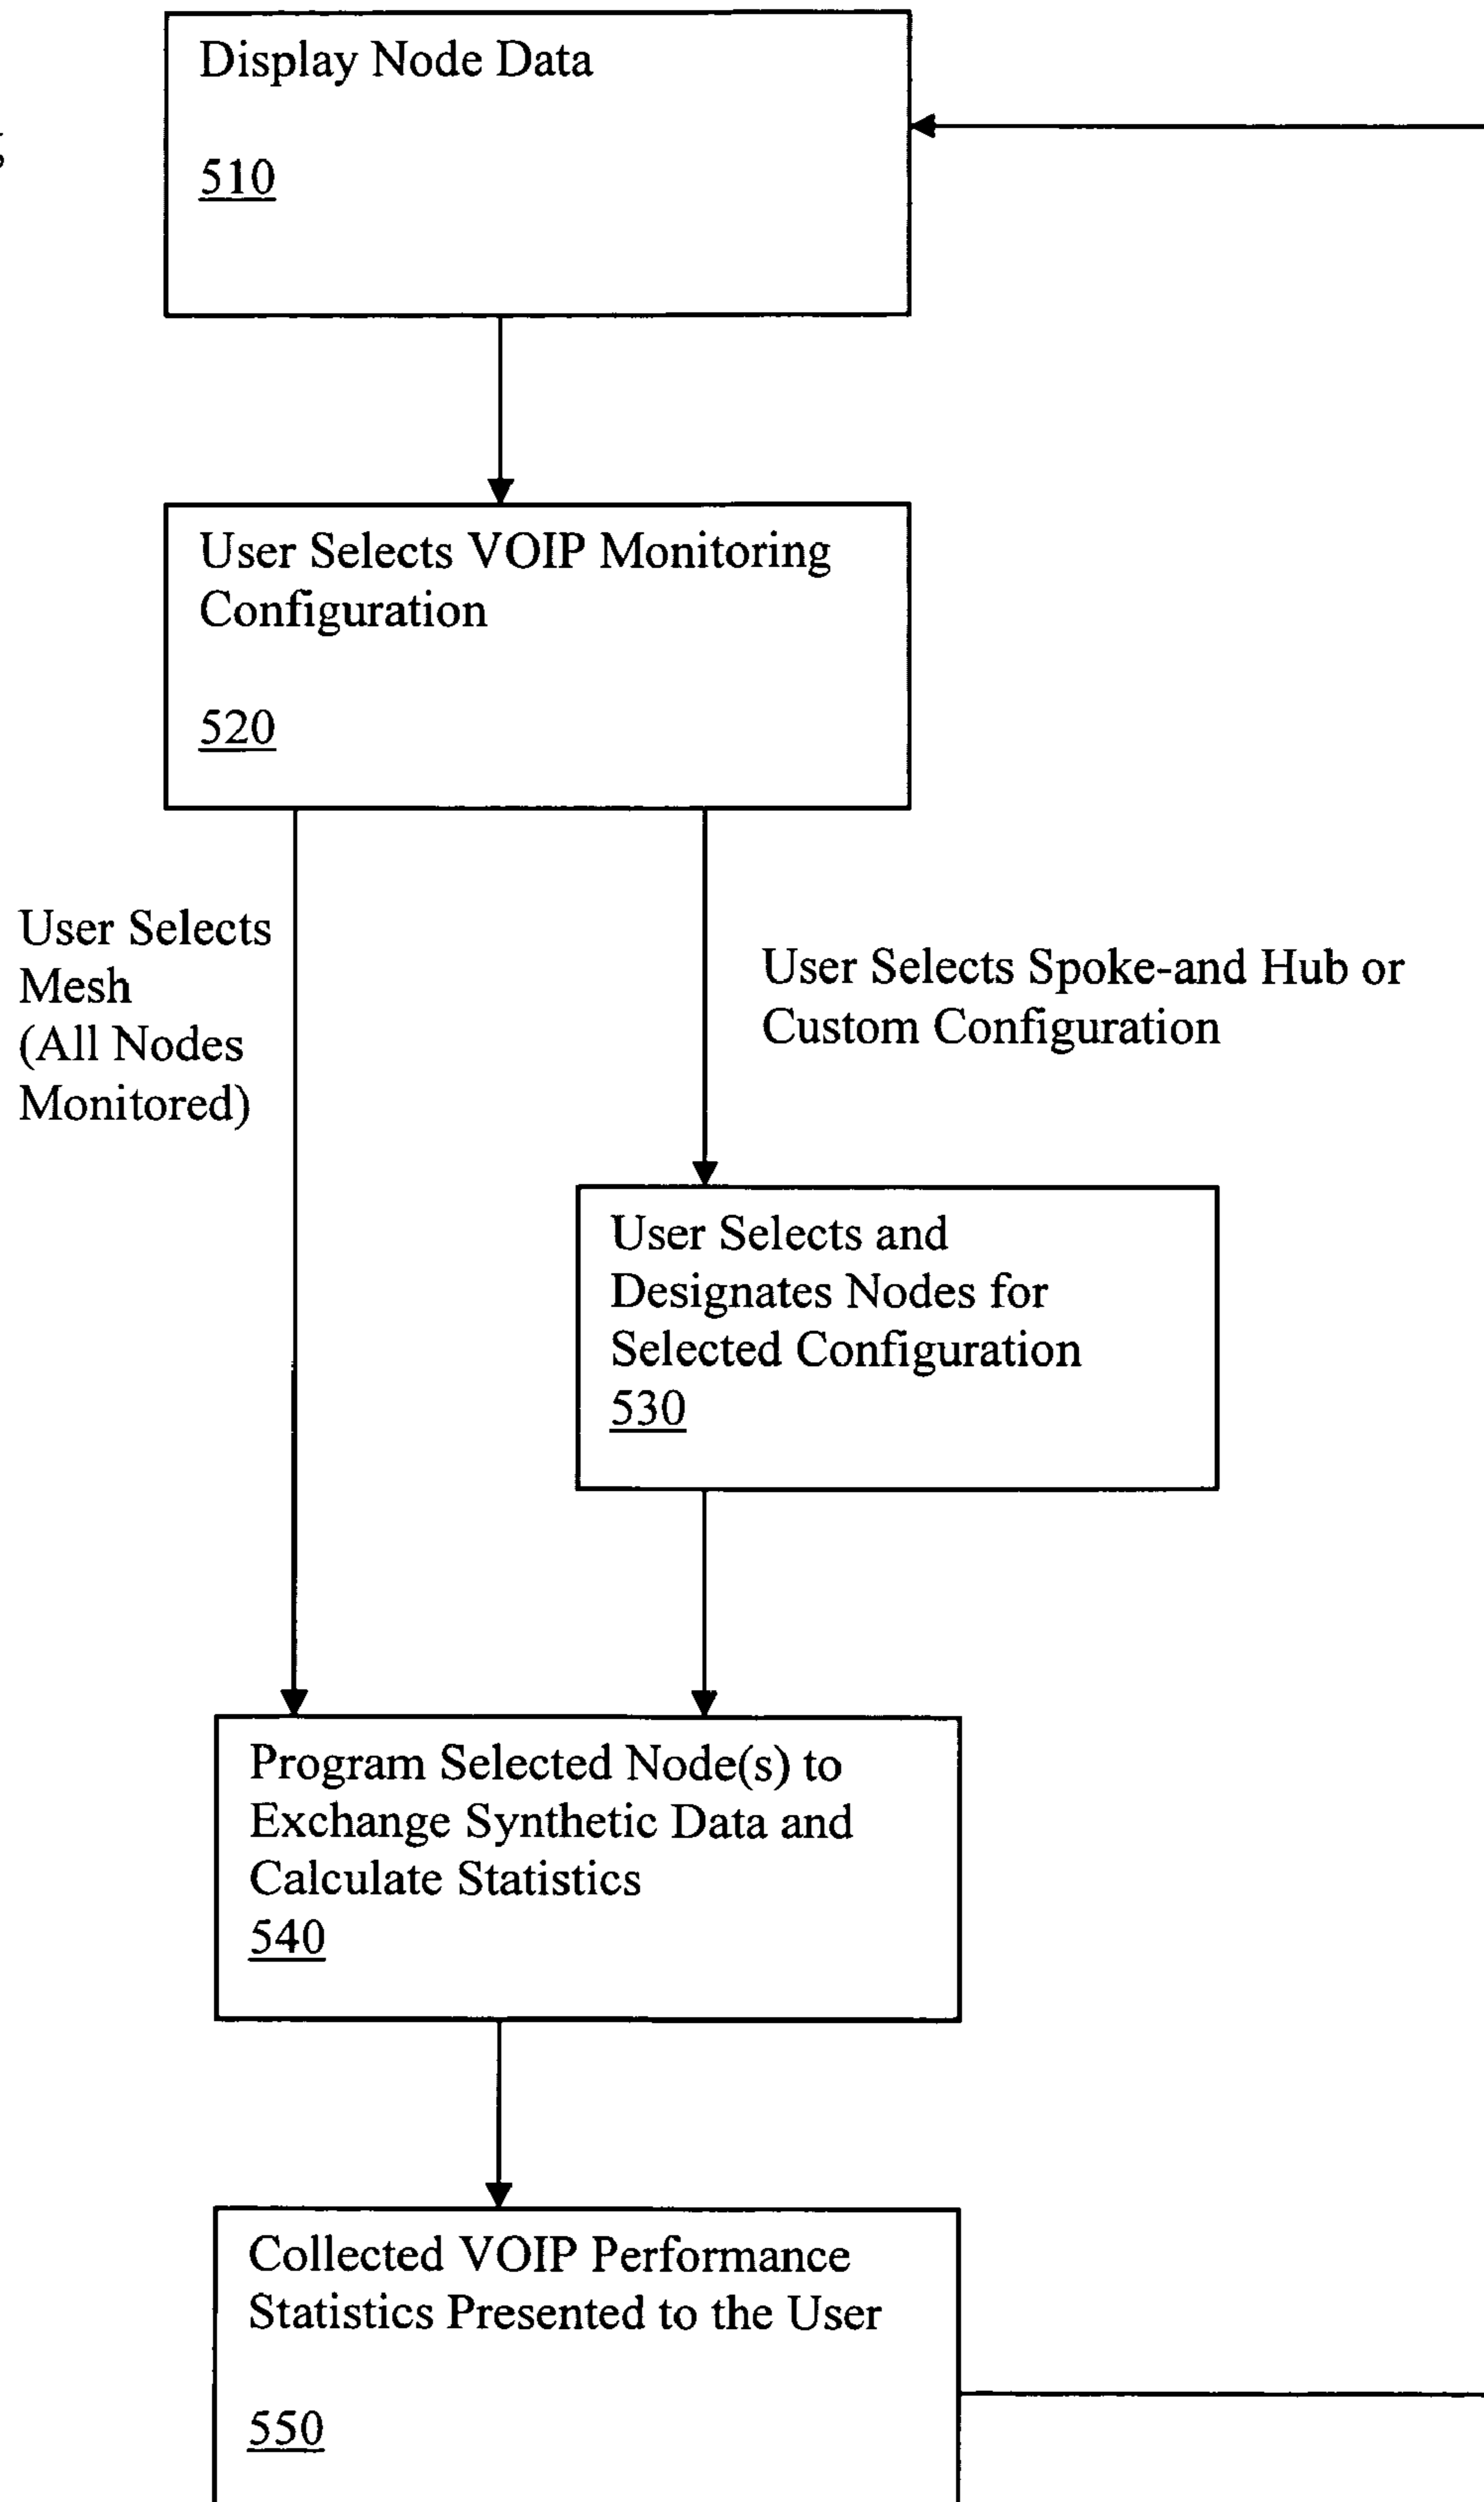 Display Node Data
510
User Selects VOIP Monitoring
Configuration
520
User Selects
Mesh
(All Nodes
Monitored)
User Selects Spoke-and Hub or
Custom Configuration
User Selects and
Designates Nodes for
Selected Configuration
530
Program Selected Node(s) to
Exchange Synthetic Data and
Calculate Statistics
540
Collected VOIP Performance
Statistics Presented to the User
550